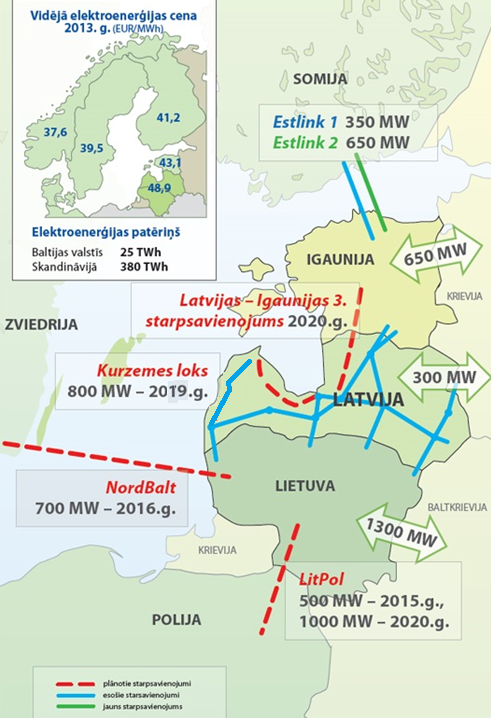 Vidējā elektroenerģijas cena
2013. g. (EUR/MWh)
37,6
39,5
41,2
43,1
48,9
Elektroenerģijas patēriņš
Baltijas valstīs 25 TWh
Skandināvijā 380 TWh
SOMIJA
Estlink 1 350 MW
Estlink 2 650 MW
IGAUNIJA
650 MW
KRIEVIJA
Latvijas – Igaunijas 3.
starpsavienojums 2020.g.
ZVIEDRIJA
Kurzemes loks
800 MW – 2019.g.
300 MW
LATVIJA
NordBalt
700 MW – 2016.g.
LIETUVA
BALTKRIEVIJA
1300 MW
KRIEVIJA
LitPol
500 MW – 2015.g.,
1000 MW – 2020.g.
POLIJA
plānotie starpsavienojumi
esošie starsavienojumi
jauns starpsavienojums